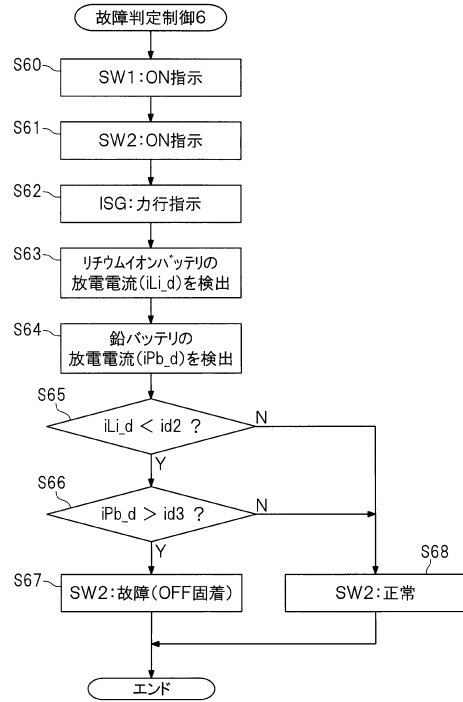 故障判定制御6
S60
SW1:ON指示
S61
SW2:ON指示
S62
ISG:力行指示
S63
リチウムイオンバッテリの
放電電流(iLi_d)を検出
S64
鉛バッテリの
放電電流(iPb_d)を検出
S65
iLi_d < id2 ?
N
Y
S66
iPb_d > id3 ?
N
Y
S67
SW2:故障(OFF固着)
S68
SW2:正常
エンド